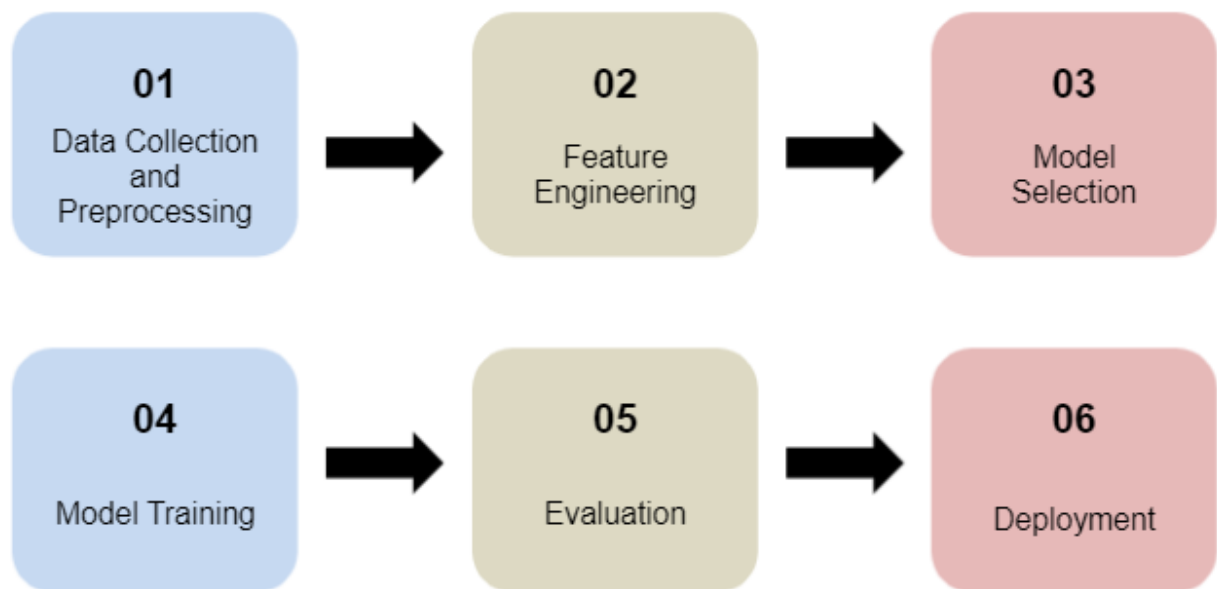 01
Data Collection
and
Preprocessing
02
Feature
Engineering
03
Model
Selection
04
Model Training
05
Evaluation
06
Deployment